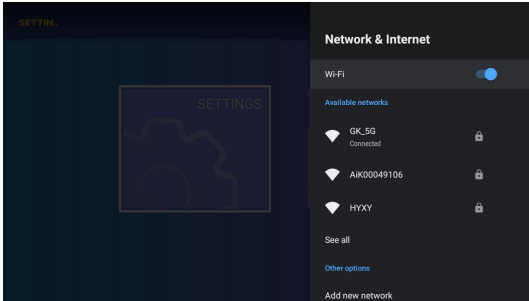 SETTIN..
SETTINGS
Network & Internet
Wi-Fi
Available networks
GK_5G
Connected
AiK00049106
HYXY
See all
Other options
Add new network